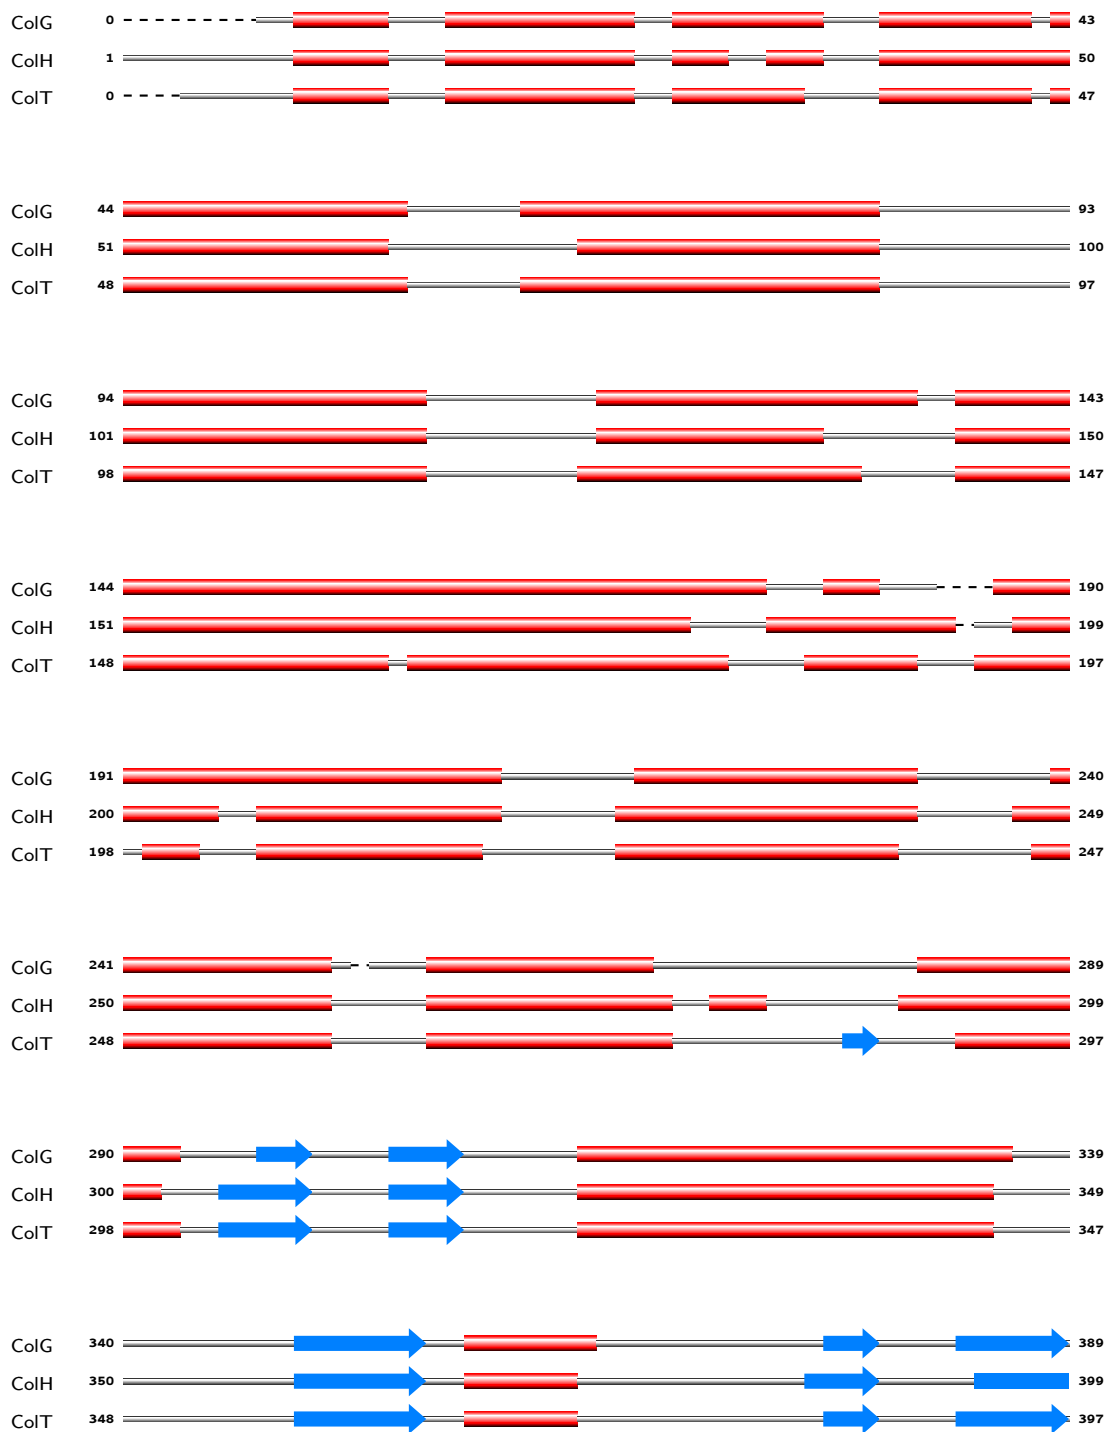 ColG 0 43
ColH 1 50
ColT 0 47
ColG 44 93
ColH 51 100
ColT 48 97
ColG 94 143
ColH 101 150
ColT 98 147
ColG 144 190
ColH 151 199
ColT 148 197
ColG 191 240
ColH 200 249
ColT 198 247
ColG 241 289
ColH 250 299
ColT 248 297
ColG 290 339
ColH 300 349
ColT 298 347
ColG 340 389
ColH 350 399
ColT 348 397